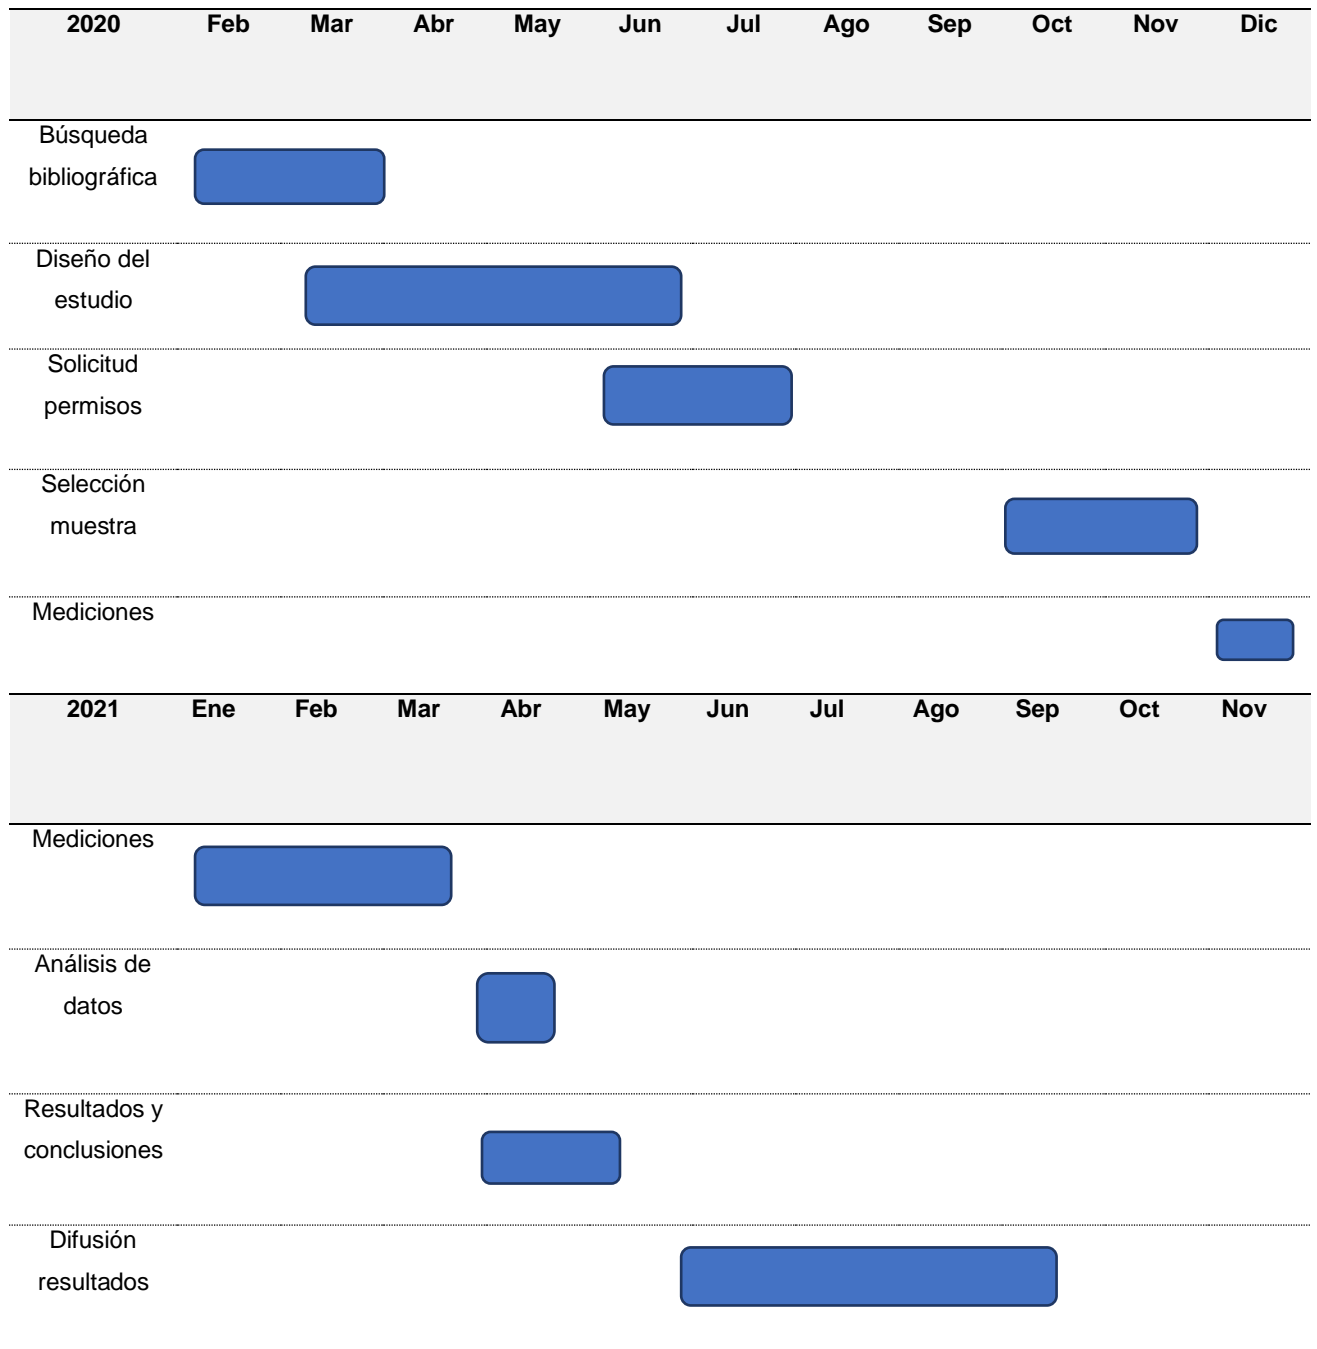 2020 Feb Mar Abr May Jun Jul Ago Sep Oct Nov Dic
Búsqueda
bibliográfica
Diseño del
estudio
Solicitud
permisos
Selección
muestra
Mediciones
2021 Ene Feb Mar Abr May Jun Jul Ago Sep Oct Nov
Mediciones
Análisis de
datos
Resultados y
conclusiones
Difusión
resultados